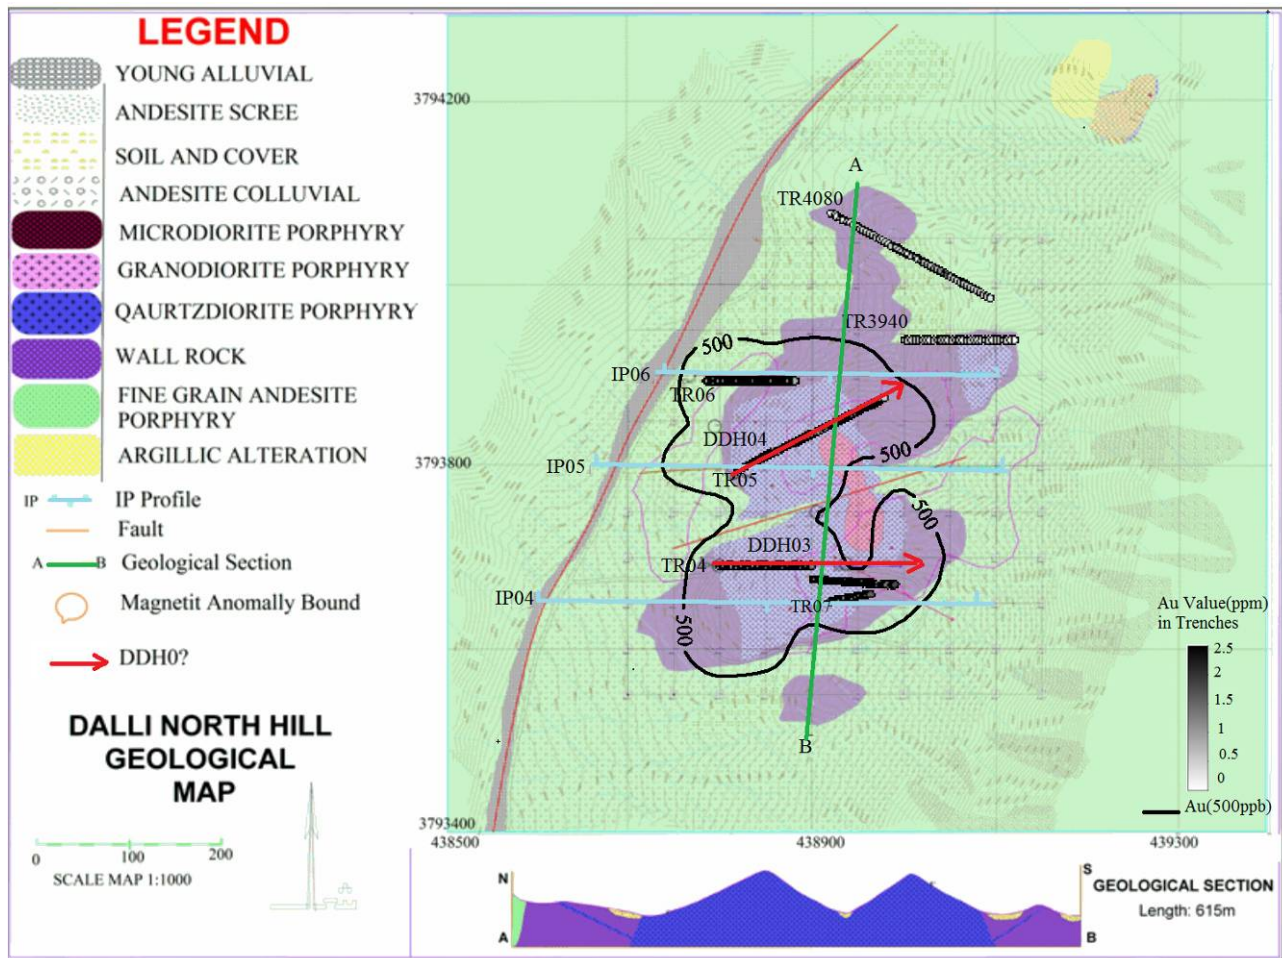 LEGEND
YOUNG ALLUVIAL
ANDESITE SCREE
SOIL AND COVER
ANDESITE COLLUVIAL
MICRODIORITE PORPHYRY
GRANODIORITE PORPHYRY
QAURTZDIORITE PORPHYRY
WALL ROCK
FINE GRAIN ANDESITE
PORPHYRY
ARGILLIC ALTERATION
IP IP Profile
Fault
A B Geological Section
Magnetit Anomally Bound
DDH0?
DALLI NORTH HILL
GEOLOGICAL
MAP
0 100 200
SCALE MAP 1:1000
3794200
3793800
3793400
438500 438900 439300
A
TR4080
TR3940
500
IP06
TR06
DDH04
500
IP05
TR05
500
DDH03
TR04
IP04
TR07
500
B
Au Value(ppm)
in Trenches
2.5
2
1.5
1
0.5
0
Au(500ppb)
N S
A B
GEOLOGICAL SECTION
Length: 615m